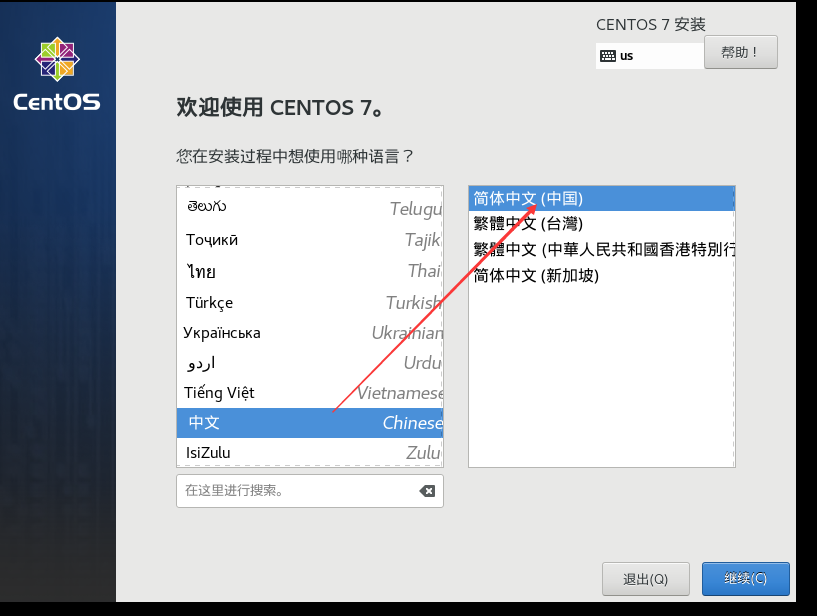 CENTOS 7 安装
us
帮助！
CentOS
欢迎使用 CENTOS 7。
您在安装过程中想使用哪种语言？
తెలుగు Telugu
Тоҷикӣ Tajik
ไทย Thai
Türkçe Turkish
Українська Ukrainian
اردو Urdu
Tiếng Việt Vietnamese
中文 Chinese
IsiZulu Zulu
简体中文 (中国)
繁體中文 (台灣)
繁體中文 (中華人民共和國香港特別行
简体中文 (新加坡)
在这里进行搜索。
退出(Q)
继续(C)